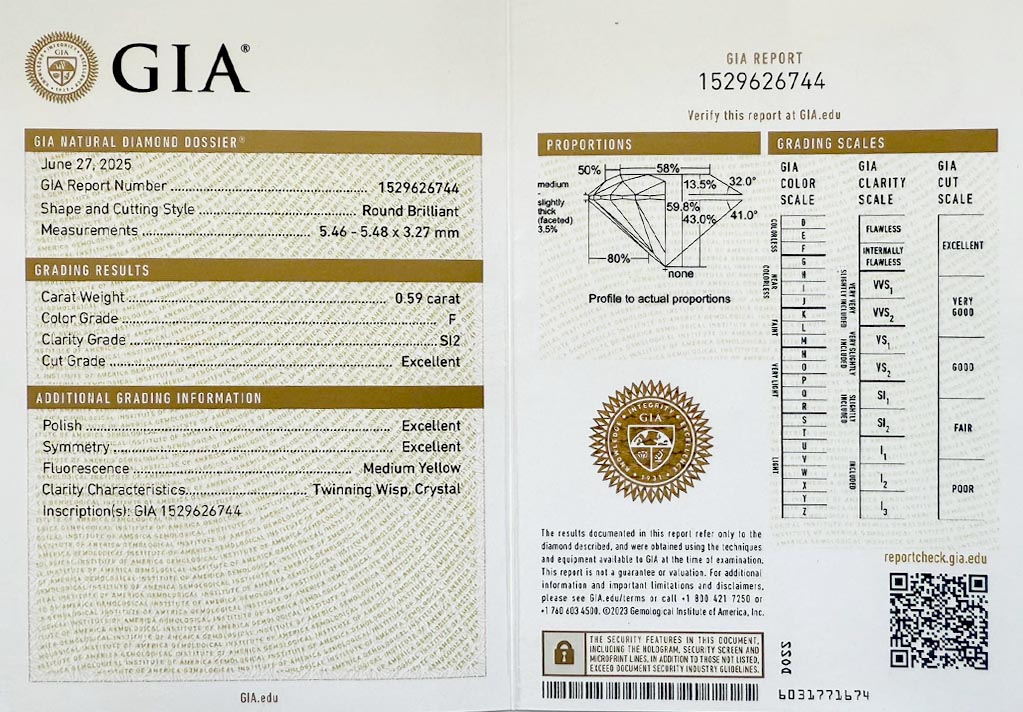 GIA®
GIA NATURAL DIAMOND DOSSIER®
June 27, 2025
GIA Report Number 1529626744
Shape and Cutting Style Round Brilliant
Measurements 5.46 - 5.48 x 3.27 mm
GRADING RESULTS
Carat Weight 0.59 carat
Color Grade F
Clarity Grade SI2
Cut Grade Excellent
ADDITIONAL GRADING INFORMATION
Polish Excellent
Symmetry Excellent
Fluorescence Medium Yellow
Clarity Characteristics Twinning Wisp, Crystal
Inscription(s): GIA 1529626744
GIA.edu
GIA REPORT
1529626744
Verify this report at GIA.edu
PROPORTIONS
50%
58%
medium
-
slightly
thick
(faceted)
3.5%
13.5%
32.0°
59.8%
43.0%
41.0°
80%
none
Profile to actual proportions
GIA
INTEGRITY
1931
The results documented in this report refer only to the
diamond described, and were obtained using the techniques
and equipment available to GIA at the time of examination.
This report is not a guarantee or valuation. For additional
information and important limitations and disclaimers,
please see GIA.edu/terms or call +1 800 421 7250 or
+1 760 603 4500. ©2023 Gemological Institute of America, Inc.
THE SECURITY FEATURES IN THIS DOCUMENT,
INCLUDING THE HOLOGRAM, SECURITY SCREEN AND
MICROPRINT LINES, IN ADDITION TO THOSE NOT LISTED,
EXCEED DOCUMENT SECURITY INDUSTRY GUIDELINES.
GRADING SCALES
GIA
COLOR
SCALE
COLORLESS
D
E
F
NEAR
COLORLESS
G
H
I
J
FAINT
K
L
M
VERY LIGHT
N
O
P
Q
R
LIGHT
S
T
U
V
W
X
Y
Z
GIA
CLARITY
SCALE
FLAWLESS
INTERNALLY
FLAWLESS
VERY VERY
SLIGHTLY INCLUDED
VVS1
VVS2
VERY SLIGHTLY
INCLUDED
VS1
VS2
SLIGHTLY
INCLUDED
SI1
SI2
INCLUDED
I1
I2
I3
GIA
CUT
SCALE
EXCELLENT
VERY
GOOD
GOOD
FAIR
POOR
reportcheck.gia.edu
D022
6031771674